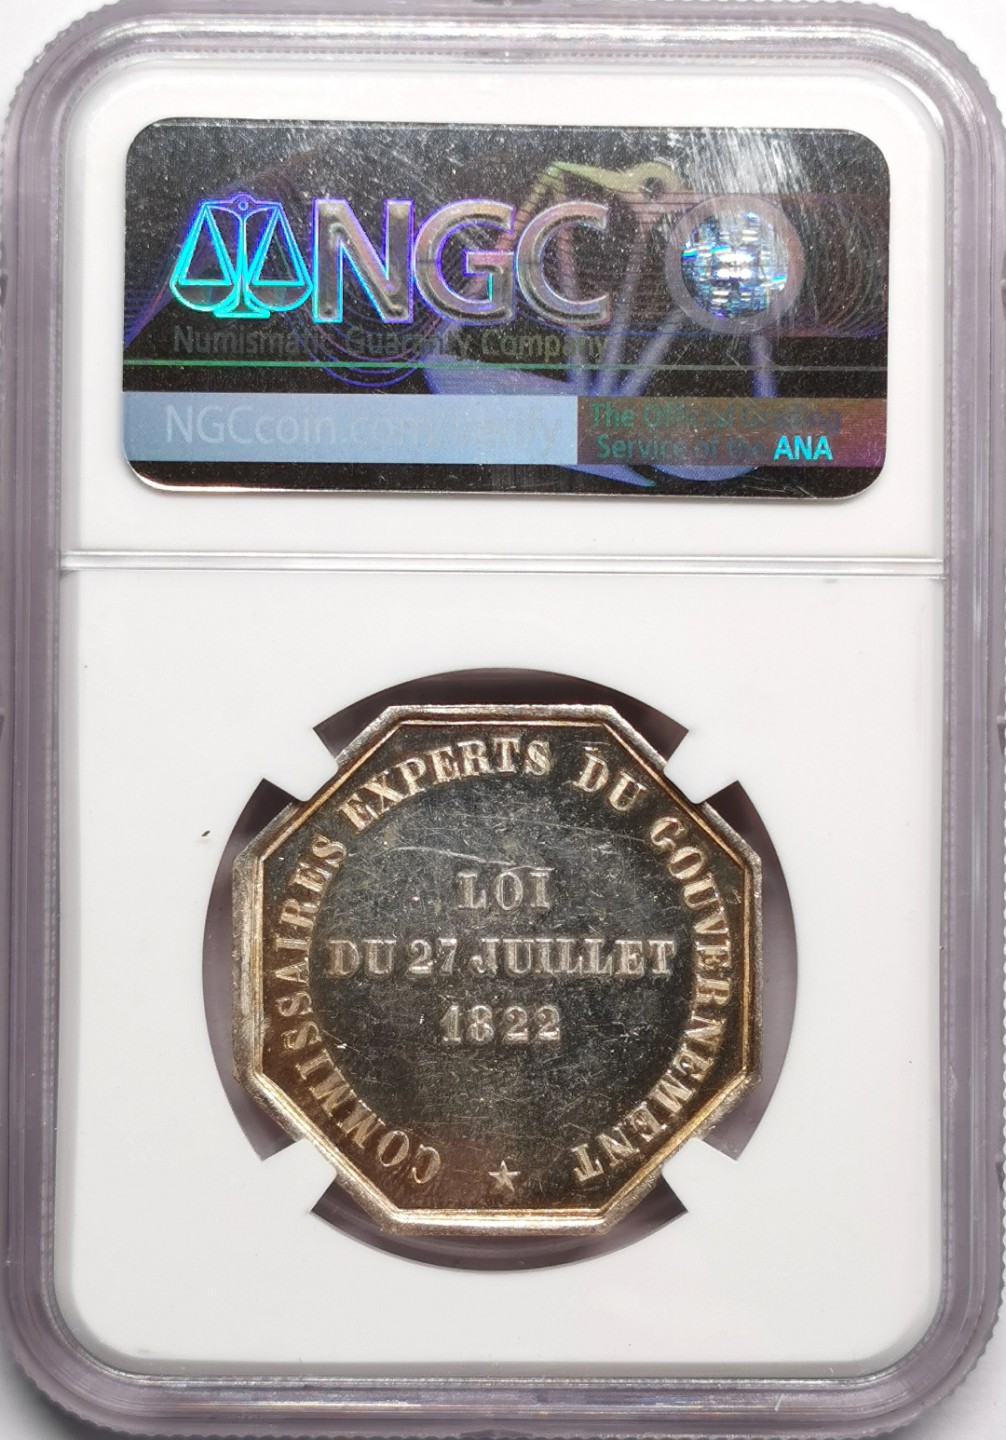 NGC
Numismatic Guaranty Company
NGCcoin.com/Verify
The Official Grading
Service of the ANA
COMMISSAIRES EXPERTS DU GOUVERNEMENT
LOI
DU 27 JUILLET
1822